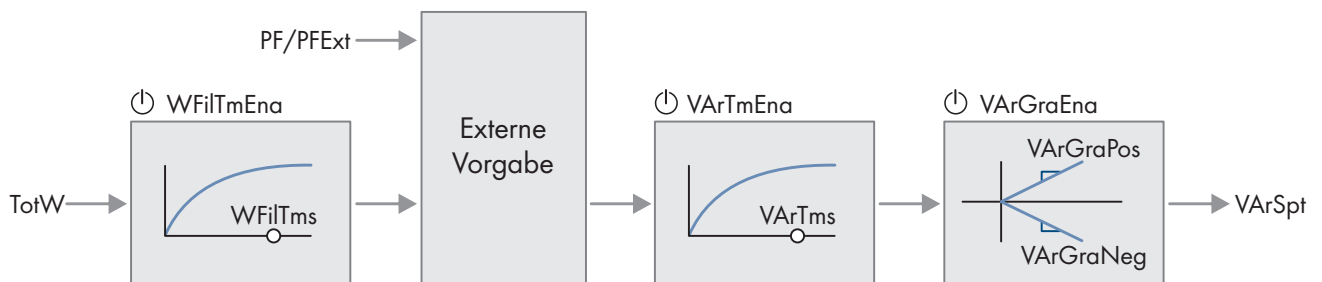 PF/PFExt
WFilTmEna
VArTmEna
VArGraEna
Externe
Vorgabe
VArGraPos
TotW
WFilTms
VArTms
VArSpt
VArGraNeg